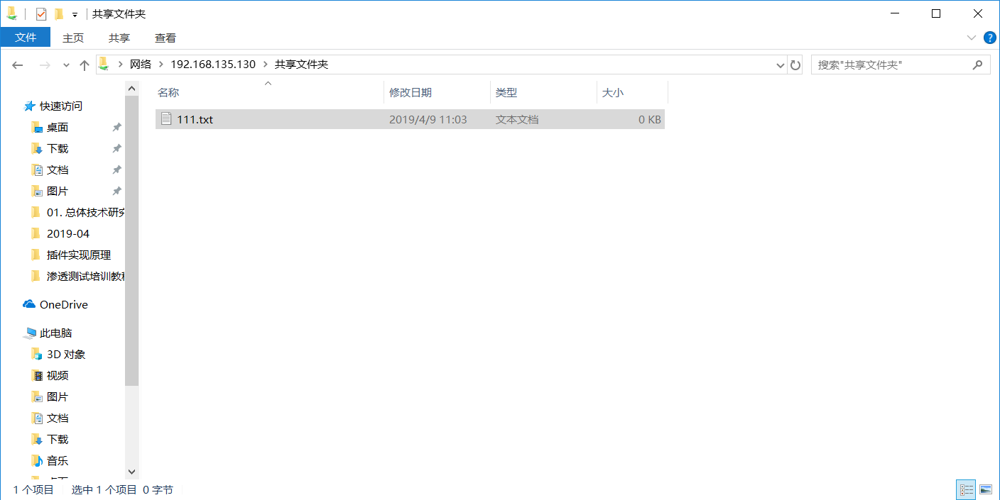 共享文件夹
文件 主页 共享 查看
网络 192.168.135.130 共享文件夹 搜索"共享文件夹"
名称 修改日期 类型 大小
111.txt 2019/4/9 11:03 文本文档 0 KB
快速访问
桌面
下载
文档
图片
01. 总体技术研
2019-04
插件实现原理
渗透测试培训教
OneDrive
此电脑
3D 对象
视频
图片
文档
下载
音乐
1 个项目 选中 1 个项目 0 字节